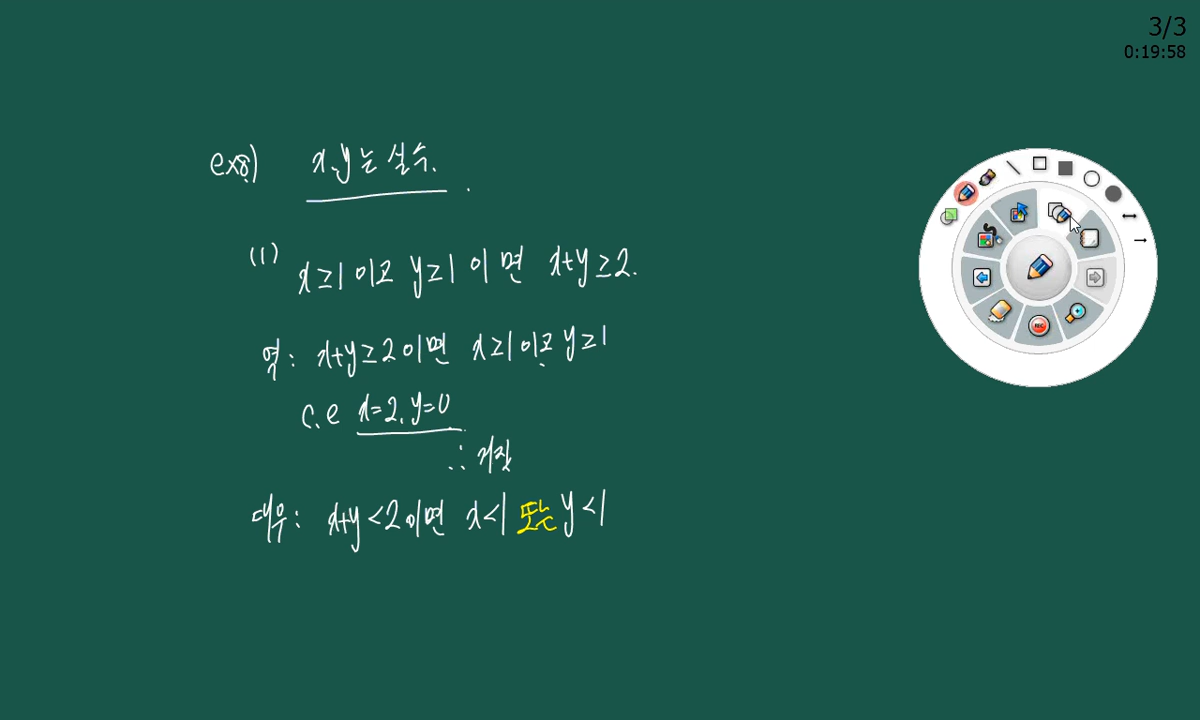 3/3
0:19:58
ex8) x, y는 실수.
(1) x≥1 이고 y≥1 이면 x+y≥2.
역: x+y≥2 이면 x≥1 이고 y≥1
C.e x=2, y=0
∴ 거짓
대우: x+y<2 이면 x<1 또는 y<1
REC